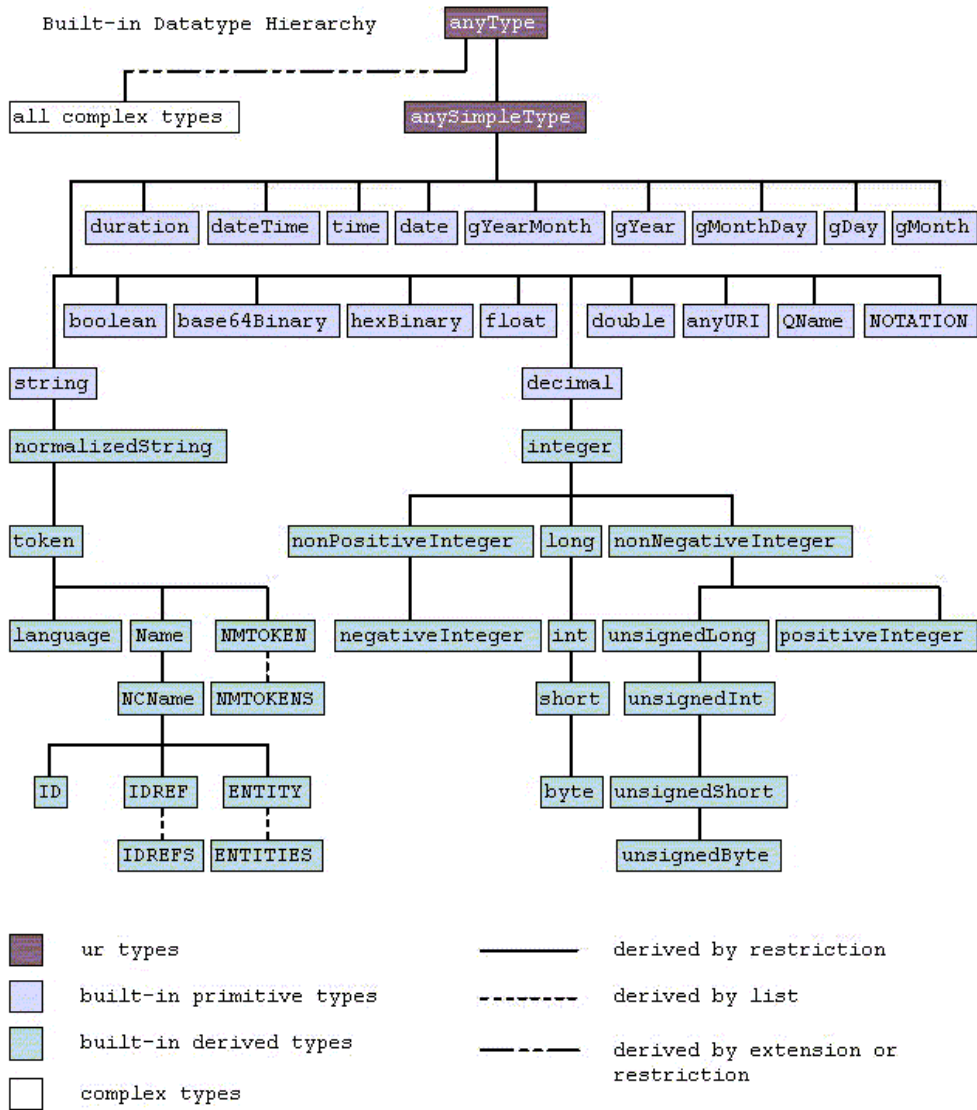 Built-in Datatype Hierarchy
anyType
all complex types
anySimpleType
duration
dateTime
time
date
gYearMonth
gYear
gMonthDay
gDay
gMonth
boolean
base64Binary
hexBinary
float
double
anyURI
QName
NOTATION
string
decimal
normalizedString
integer
token
nonPositiveInteger
long
nonNegativeInteger
language
Name
NMTOKEN
negativeInteger
int
unsignedLong
positiveInteger
NCName
NMTOKENS
short
unsignedInt
ID
IDREF
ENTITY
byte
unsignedShort
IDREFS
ENTITIES
unsignedByte
ur types
derived by restriction
built-in primitive types
derived by list
built-in derived types
derived by extension or
restriction
complex types